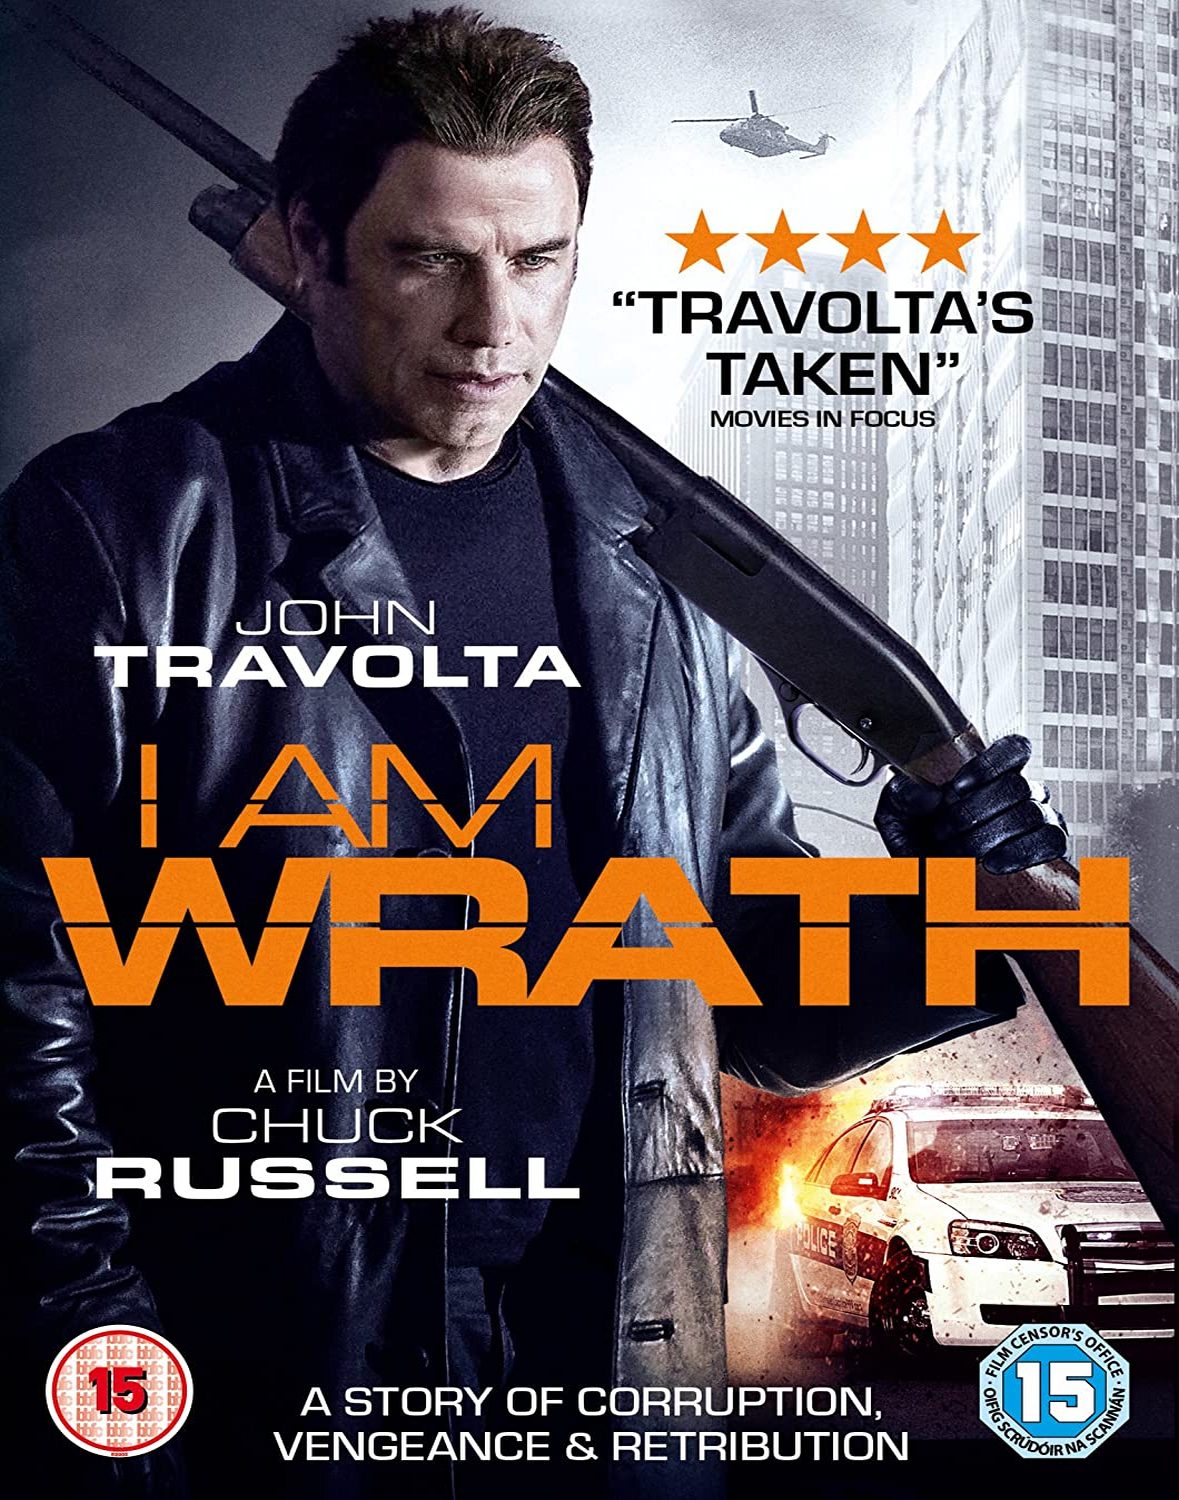 “TRAVOLTA’S
TAKEN”
MOVIES IN FOCUS
JOHN
TRAVOLTA
I AM
WRATH
A FILM BY
CHUCK
RUSSELL
POLICE
15
A STORY OF CORRUPTION,
VENGEANCE & RETRIBUTION
FILM CENSOR'S OFFICE
15
OIFIG SCRÚDÓIR NA SCANNÁN